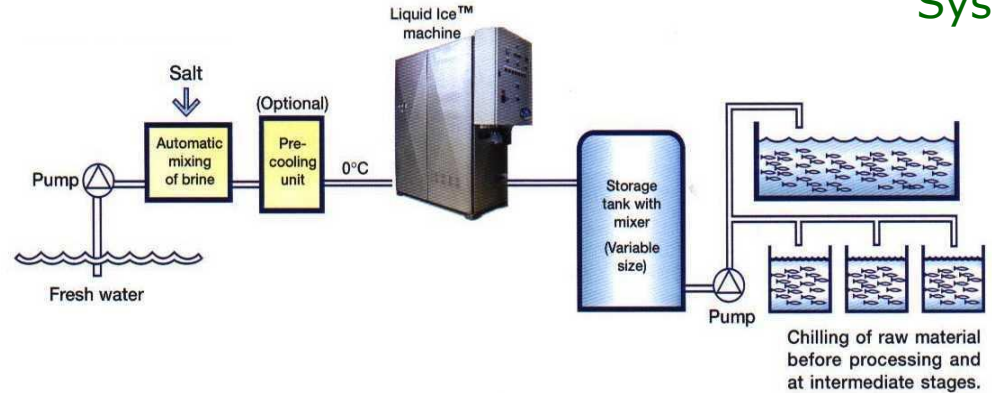 Sys
Liquid Ice™
machine
Salt
(Optional)
Automatic
mixing
of brine
Pre-
cooling
unit
0°C
Pump
Fresh water
Storage
tank with
mixer
(Variable
size)
Pump
Chilling of raw material
before processing and
at intermediate stages.